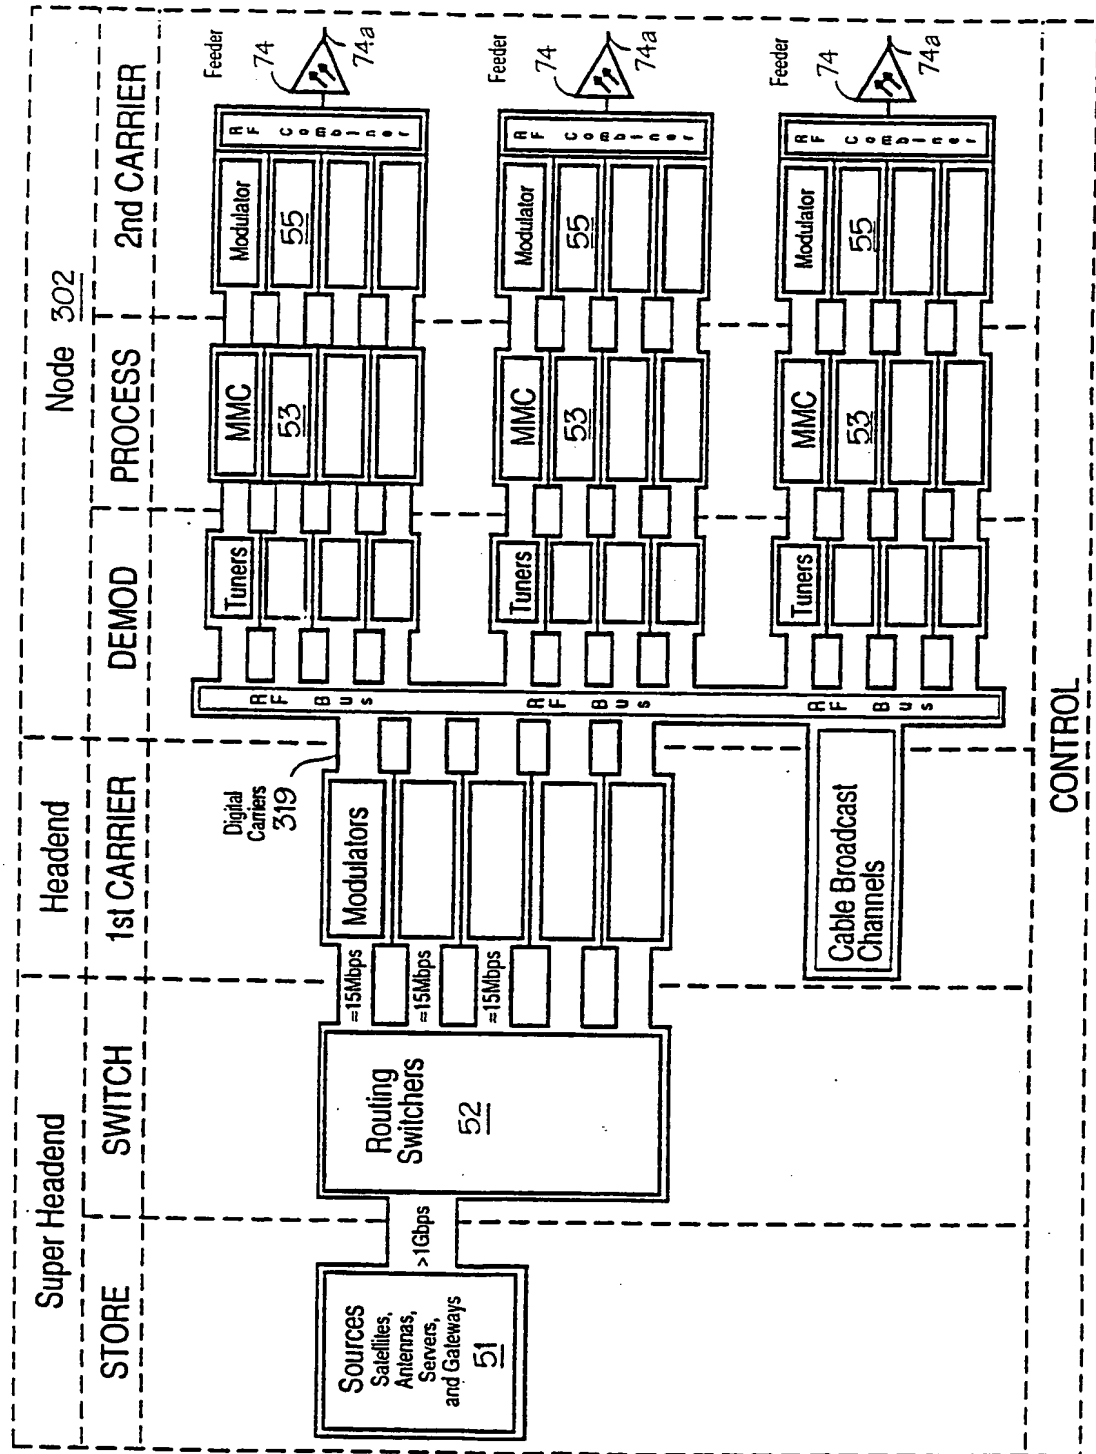 Super Headend
Headend
Node 302
STORE
SWITCH
1st CARRIER
DEMOD
PROCESS
2nd CARRIER
Sources
Satellites,
Antennas,
Servers,
and Gateways
51
>1Gbps
Routing
Switchers
52
=15Mbps
=15Mbps
=15Mbps
Digital
Carriers
319
Modulators
Cable Broadcast
Channels
RF Bus
RF Bus
RF Bus
Tuners
MMC
53
Modulator
55
RF Combiner
Feeder
74
74a
Tuners
MMC
53
Modulator
55
RF Combiner
Feeder
74
74a
Tuners
MMC
53
Modulator
55
RF Combiner
Feeder
74
74a
CONTROL